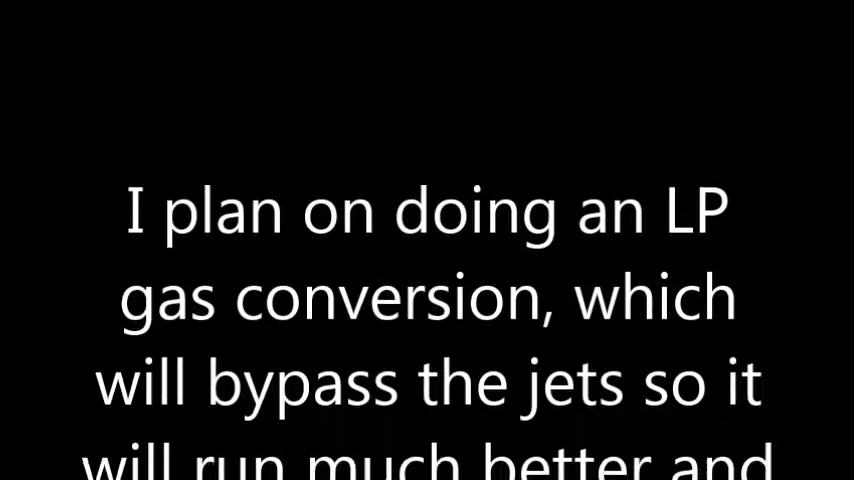 I plan on doing an LP
gas conversion, which
will bypass the jets so it
will run much better and